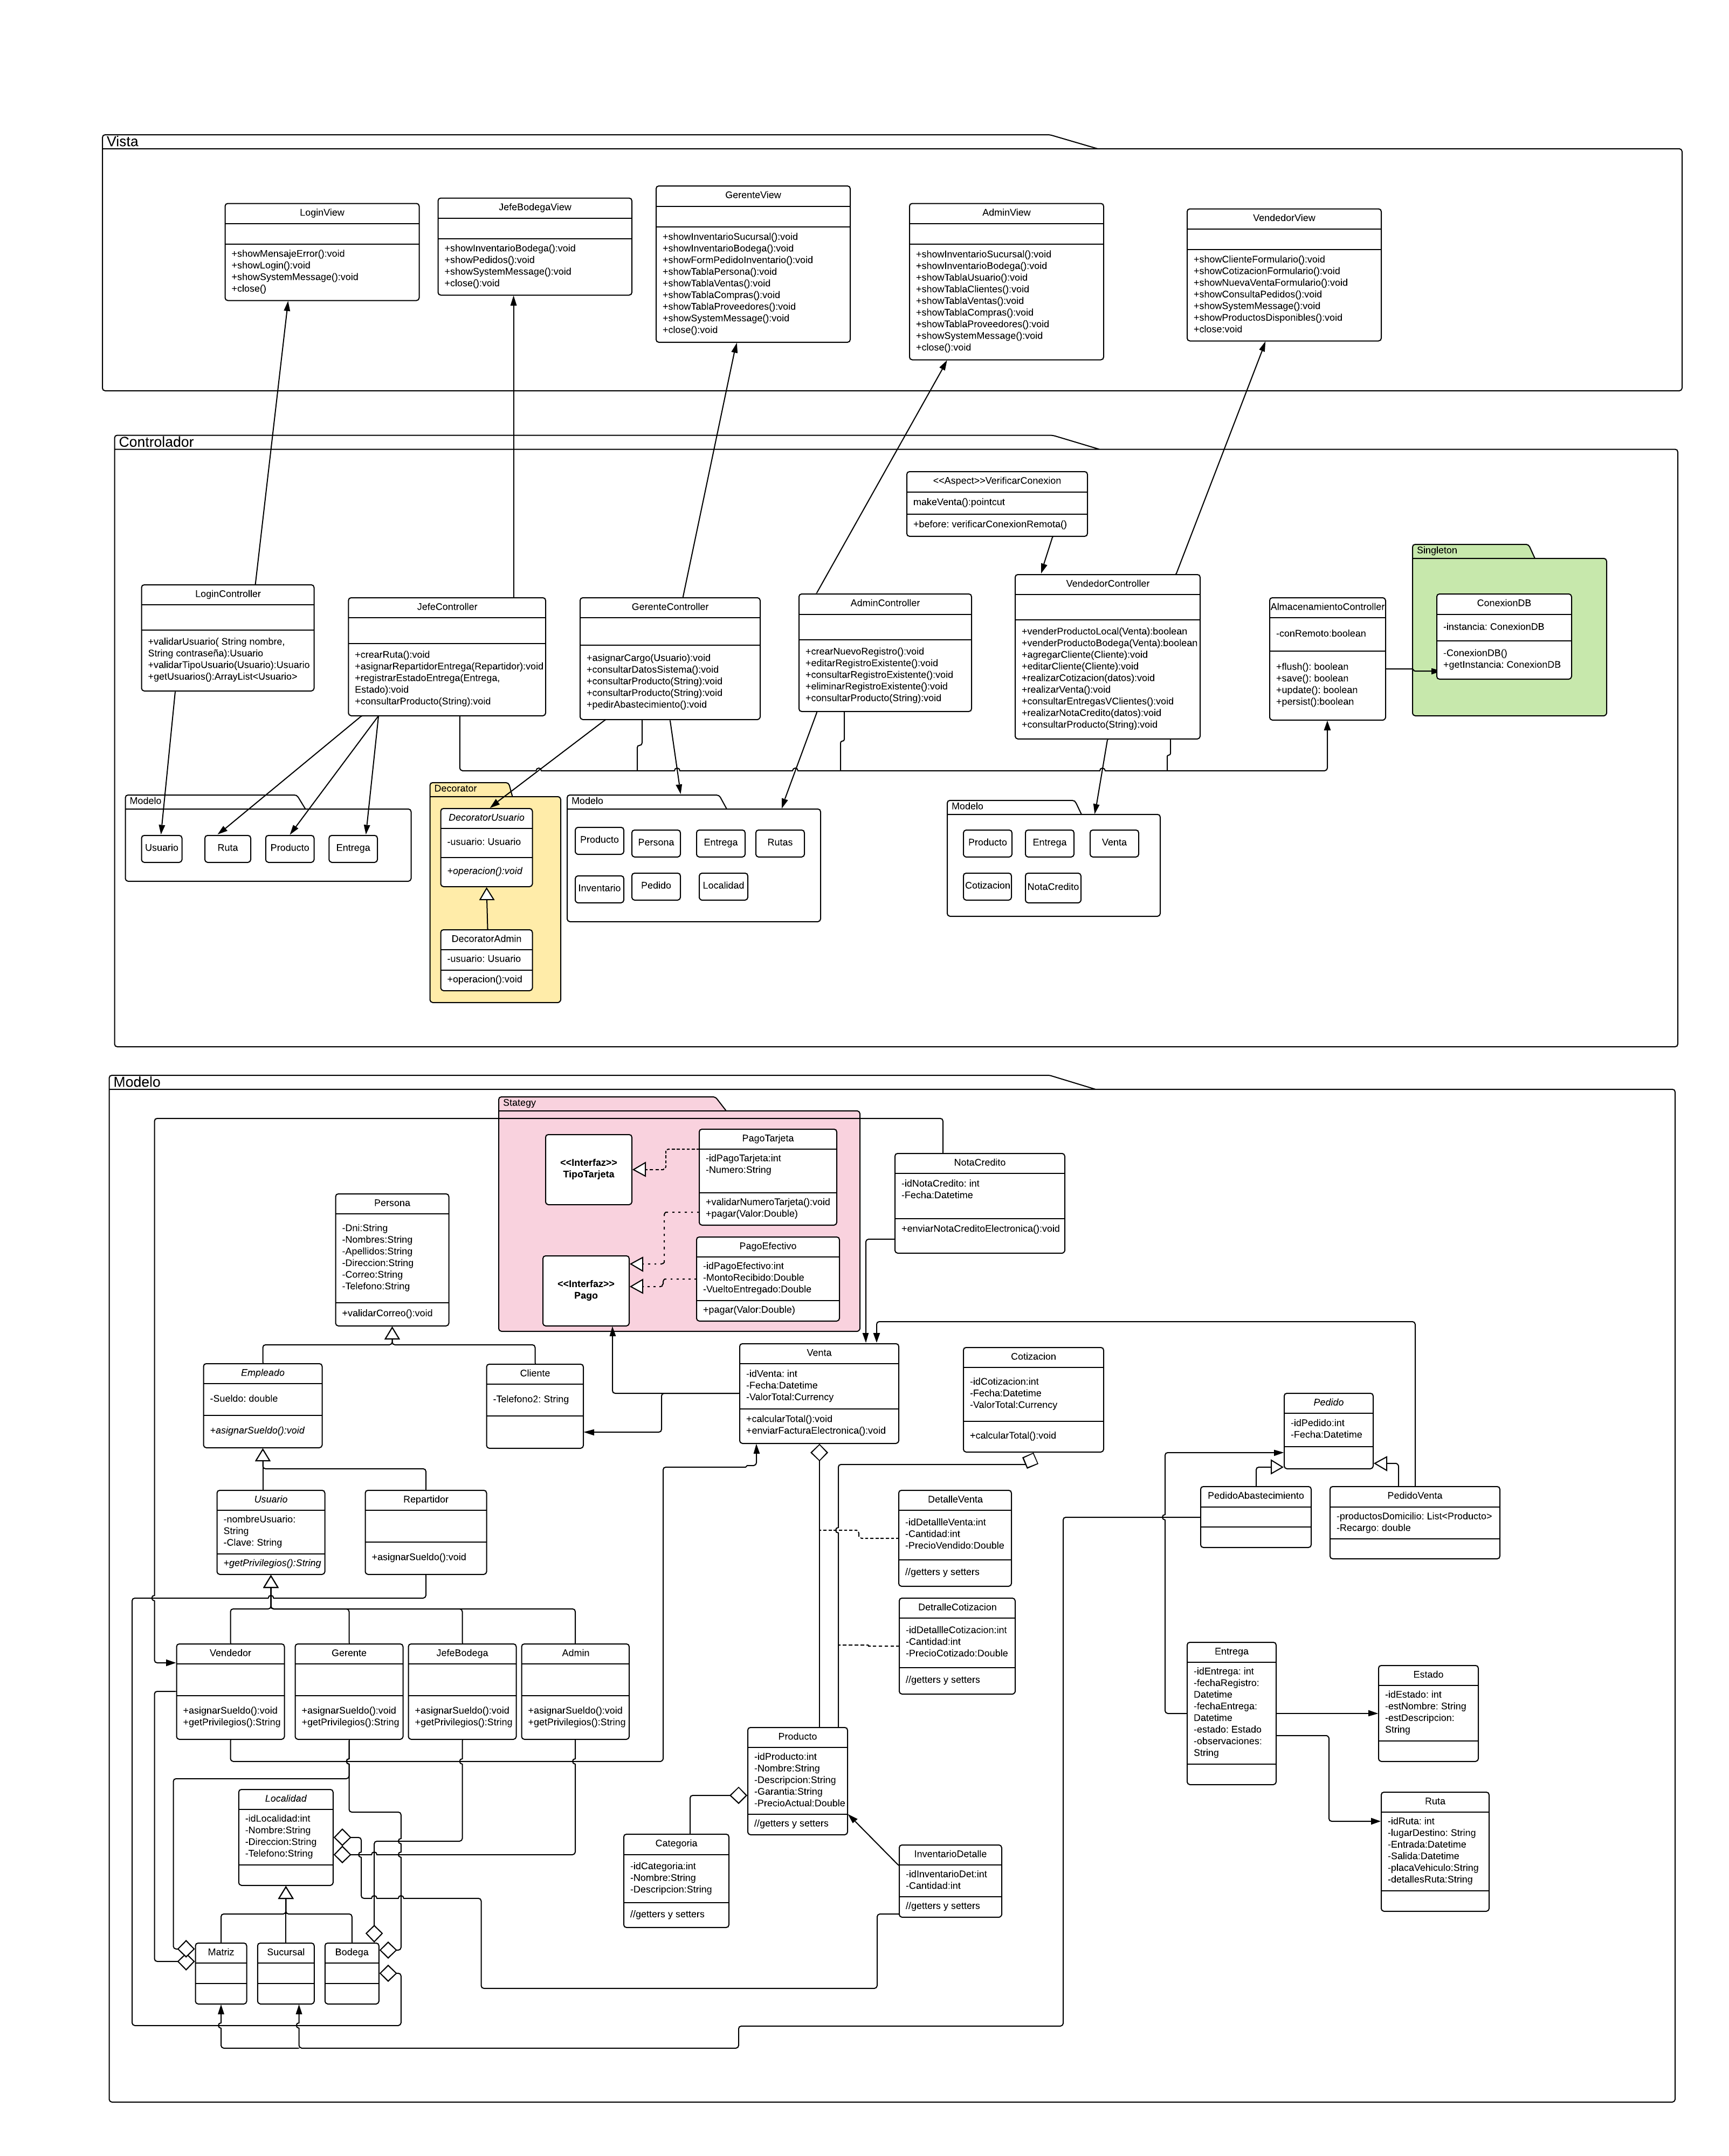 Vista
LoginView
+showMensajeError():void
+showLogin():void
+showSystemMessage():void
+close()
JefeBodegaView
+showInventarioBodega():void
+showPedidos():void
+showSystemMessage():void
+close():void
GerenteView
+showInventarioSucursal():void
+showInventarioBodega():void
+showFormPedidoInventario():void
+showTablaPersona():void
+showTablaVentas():void
+showTablaCompras():void
+showTablaProveedores():void
+showSystemMessage():void
+close():void
AdminView
+showInventarioSucursal():void
+showInventarioBodega():void
+showTablaUsuario():void
+showTablaClientes():void
+showTablaVentas():void
+showTablaCompras():void
+showTablaProveedores():void
+showSystemMessage():void
+close():void
VendedorView
+showClienteFormulario():void
+showCotizacionFormulario():void
+showNuevaVentaFormulario():void
+showConsultaPedidos():void
+showSystemMessage():void
+showProductosDisponibles():void
+close:void
Controlador
<<Aspect>>VerificarConexion
makeVenta():pointcut
+before: verificarConexionRemota()
LoginController
+validarUsuario( String nombre,
String contraseña):Usuario
+validarTipoUsuario(Usuario):Usuario
+getUsuarios():ArrayList<Usuario>
JefeController
+crearRuta():void
+asignarRepartidorEntrega(Repartidor):void
+registrarEstadoEntrega(Entrega,
Estado):void
+consultarProducto(String):void
GerenteController
+asignarCargo(Usuario):void
+consultarDatosSistema():void
+consultarProducto(String):void
+consultarProducto(String):void
+pedirAbastecimiento():void
AdminController
+crearNuevoRegistro():void
+editarRegistroExistente():void
+consultarRegistroExistente():void
+eliminarRegistroExistente():void
+consultarProducto(String):void
VendedorController
+venderProductoLocal(Venta):boolean
+venderProductoBodega(Venta):boolean
+agregarCliente(Cliente):void
+editarCliente(Cliente):void
+realizarCotizacion(datos):void
+realizarVenta():void
+consultarEntregasVClientes():void
+realizarNotaCredito(datos):void
+consultarProducto(String):void
AlmacenamientoController
-conRemoto:boolean
+flush(): boolean
+save(): boolean
+update(): boolean
+persist():boolean
Singleton
ConexionDB
-instancia: ConexionDB
-ConexionDB()
+getInstancia: ConexionDB
Modelo
Usuario
Ruta
Producto
Entrega
Decorator
DecoratorUsuario
-usuario: Usuario
+operacion():void
DecoratorAdmin
-usuario: Usuario
+operacion():void
Modelo
Producto
Persona
Entrega
Rutas
Inventario
Pedido
Localidad
Modelo
Producto
Entrega
Venta
Cotizacion
NotaCredito
Modelo
Stategy
<<Interfaz>>
TipoTarjeta
PagoTarjeta
-idPagoTarjeta:int
-Numero:String
+validarNumeroTarjeta():void
+pagar(Valor:Double)
<<Interfaz>>
Pago
PagoEfectivo
-idPagoEfectivo:int
-MontoRecibido:Double
-VueltoEntregado:Double
+pagar(Valor:Double)
NotaCredito
-idNotaCredito: int
-Fecha:Datetime
+enviarNotaCreditoElectronica():void
Persona
-Dni:String
-Nombres:String
-Apellidos:String
-Direccion:String
-Correo:String
-Telefono:String
+validarCorreo():void
Empleado
-Sueldo: double
+asignarSueldo():void
Cliente
-Telefono2: String
Venta
-idVenta: int
-Fecha:Datetime
-ValorTotal:Currency
+calcularTotal():void
+enviarFacturaElectronica():void
Cotizacion
-idCotizacion:int
-Fecha:Datetime
-ValorTotal:Currency
+calcularTotal():void
Pedido
-idPedido:int
-Fecha:Datetime
PedidoAbastecimiento
PedidoVenta
-productosDomicilio: List<Producto>
-Recargo: double
Usuario
-nombreUsuario:
String
-Clave: String
+getPrivilegios():String
Repartidor
+asignarSueldo():void
DetalleVenta
-idDetallleVenta:int
-Cantidad:int
-PrecioVendido:Double
//getters y setters
DetralleCotizacion
-idDetallleCotizacion:int
-Cantidad:int
-PrecioCotizado:Double
//getters y setters
Vendedor
+asignarSueldo():void
+getPrivilegios():String
Gerente
+asignarSueldo():void
+getPrivilegios():String
JefeBodega
+asignarSueldo():void
+getPrivilegios():String
Admin
+asignarSueldo():void
+getPrivilegios():String
Entrega
-idEntrega: int
-fechaRegistro:
Datetime
-fechaEntrega:
Datetime
-estado: Estado
-observaciones:
String
Estado
-idEstado: int
-estNombre: String
-estDescripcion:
String
Producto
-idProducto:int
-Nombre:String
-Descripcion:String
-Garantia:String
-PrecioActual:Double
//getters y setters
Localidad
-idLocalidad:int
-Nombre:String
-Direccion:String
-Telefono:String
Ruta
-idRuta: int
-lugarDestino: String
-Entrada:Datetime
-Salida:Datetime
-placaVehiculo:String
-detallesRuta:String
Categoria
-idCategoria:int
-Nombre:String
-Descripcion:String
//getters y setters
InventarioDetalle
-idInventarioDet:int
-Cantidad:int
//getters y setters
Matriz
Sucursal
Bodega